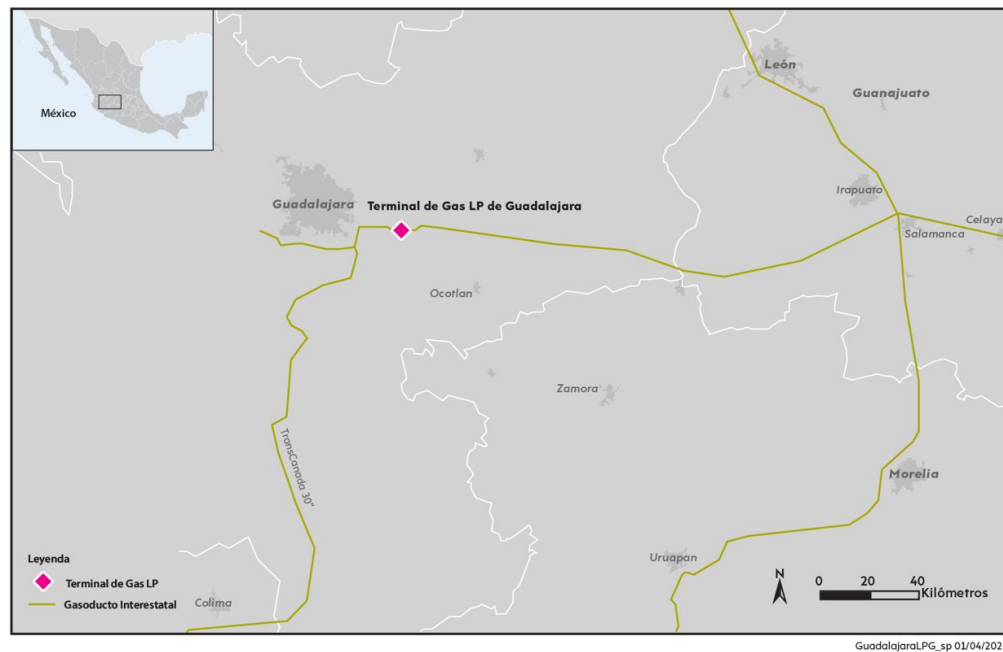 México
León
Guanajuato
Irapuato
Guadalajara
Terminal de Gas LP de Guadalajara
Celaya
Salamanca
Ocotlan
Zamora
TransCanada 30"
Morelia
Uruapan
Leyenda
Terminal de Gas LP
Gasoducto Interestatal
Colima
N
0 20 40
Kilómetros
GuadalajaraLPG_sp 01/04/202